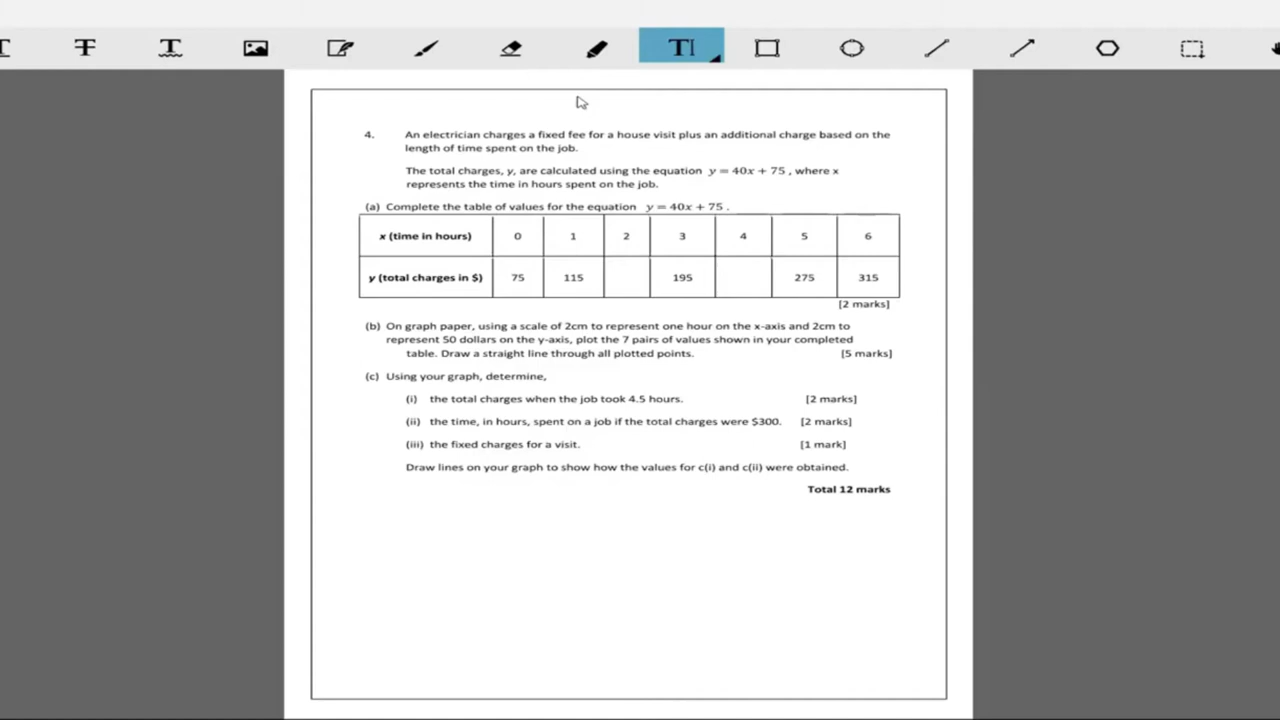 4. An electrician charges a fixed fee for a house visit plus an additional charge based on the
length of time spent on the job.
The total charges, y, are calculated using the equation y = 40x + 75 , where x
represents the time in hours spent on the job.
(a) Complete the table of values for the equation y = 40x + 75 .
x (time in hours) 0 1 2 3 4 5 6
y (total charges in $) 75 115 195 275 315
[2 marks]
(b) On graph paper, using a scale of 2cm to represent one hour on the x-axis and 2cm to
represent 50 dollars on the y-axis, plot the 7 pairs of values shown in your completed
table. Draw a straight line through all plotted points. [5 marks]
(c) Using your graph, determine,
(i) the total charges when the job took 4.5 hours. [2 marks]
(ii) the time, in hours, spent on a job if the total charges were $300. [2 marks]
(iii) the fixed charges for a visit. [1 mark]
Draw lines on your graph to show how the values for c(i) and c(ii) were obtained.
Total 12 marks